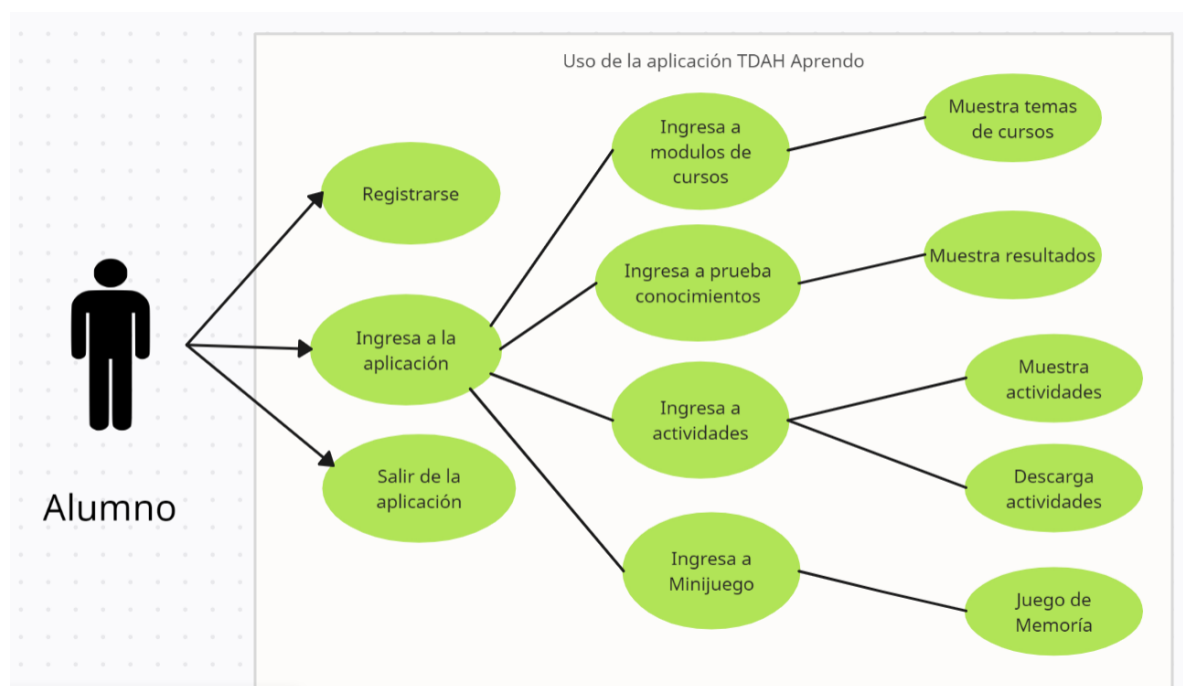 Uso de la aplicación TDAH Aprendo
Registrarse
Ingresa a la
aplicación
Salir de la
aplicación
Alumno
Ingresa a
modulos de
cursos
Ingresa a prueba
conocimientos
Ingresa a
actividades
Ingresa a
Minijuego
Muestra temas
de cursos
Muestra resultados
Muestra
actividades
Descarga
actividades
Juego de
Memoría